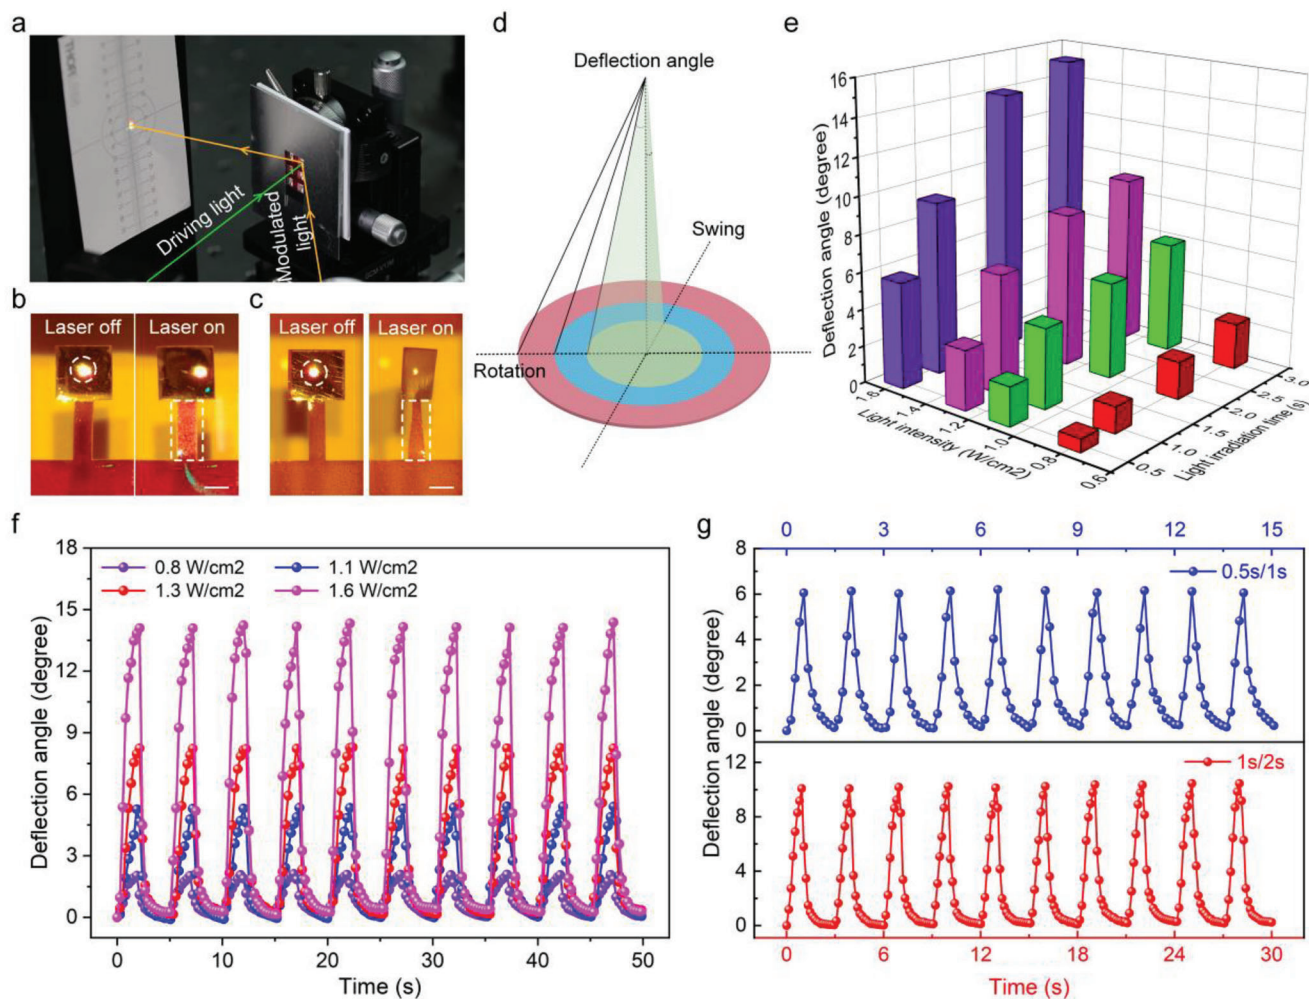 a
THOR
Driving light
Modulated
light
b
Laser off
Laser on
c
Laser off
Laser on
d
Deflection angle
Swing
Rotation
e
Deflection angle (degree)
16
14
12
10
8
6
4
2
0
1.6
1.4
1.2
1.0
0.8
0.6
Light intensity (W/cm2)
0.5
1.0
1.5
2.0
2.5
3.0
Light irradiation time (s)
f
Deflection angle (degree)
18
15
12
9
6
3
0
0.8 W/cm2
1.1 W/cm2
1.3 W/cm2
1.6 W/cm2
0 10 20 30 40 50
Time (s)
g
0 3 6 9 12 15
Deflection angle (degree)
8
6
4
2
0
0.5s/1s
12
8
4
0
1s/2s
0 6 12 18 24 30
Time (s)